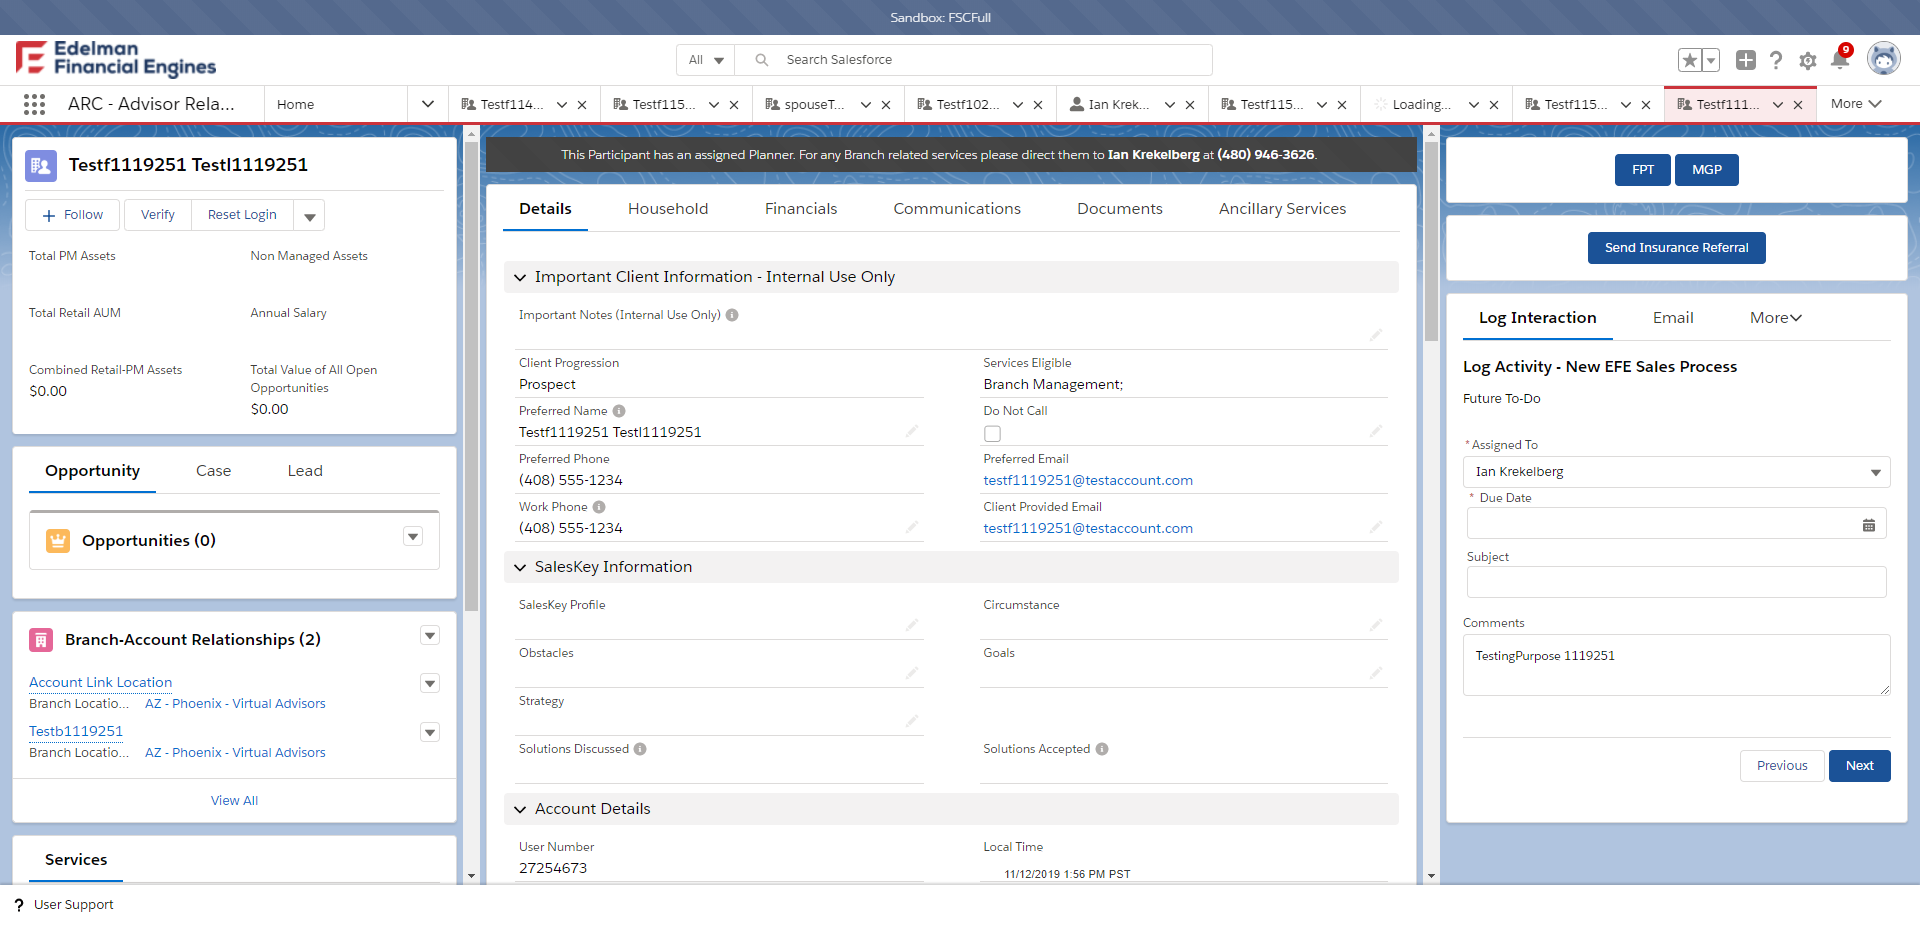 Sandbox: FSCFull
Edelman
Financial Engines
All
Search Salesforce
9
ARC - Advisor Rela...
Home
Testf114...
Testf115...
spouseT...
Testf102...
Ian Krek...
Testf115...
Loading...
Testf115...
Testf111...
More
Testf1119251 Testl1119251
Follow
Verify
Reset Login
Total PM Assets
Non Managed Assets
Total Retail AUM
Annual Salary
Combined Retail-PM Assets
$0.00
Total Value of All Open
Opportunities
$0.00
Opportunity
Case
Lead
Opportunities (0)
Branch-Account Relationships (2)
Account Link Location
Branch Locatio... AZ - Phoenix - Virtual Advisors
Testb1119251
Branch Locatio... AZ - Phoenix - Virtual Advisors
View All
Services
This Participant has an assigned Planner. For any Branch related services please direct them to Ian Krekelberg at (480) 946-3626.
Details
Household
Financials
Communications
Documents
Ancillary Services
Important Client Information - Internal Use Only
Important Notes (Internal Use Only)
Client Progression
Prospect
Services Eligible
Branch Management;
Preferred Name
Testf1119251 Testl1119251
Do Not Call
Preferred Phone
(408) 555-1234
Preferred Email
testf1119251@testaccount.com
Work Phone
(408) 555-1234
Client Provided Email
testf1119251@testaccount.com
SalesKey Information
SalesKey Profile
Circumstance
Obstacles
Goals
Strategy
Solutions Discussed
Solutions Accepted
Account Details
User Number
27254673
Local Time
11/12/2019 1:56 PM PST
FPT
MGP
Send Insurance Referral
Log Interaction
Email
More
Log Activity - New EFE Sales Process
Future To-Do
* Assigned To
Ian Krekelberg
* Due Date
Subject
Comments
TestingPurpose 1119251
Previous
Next
? User Support